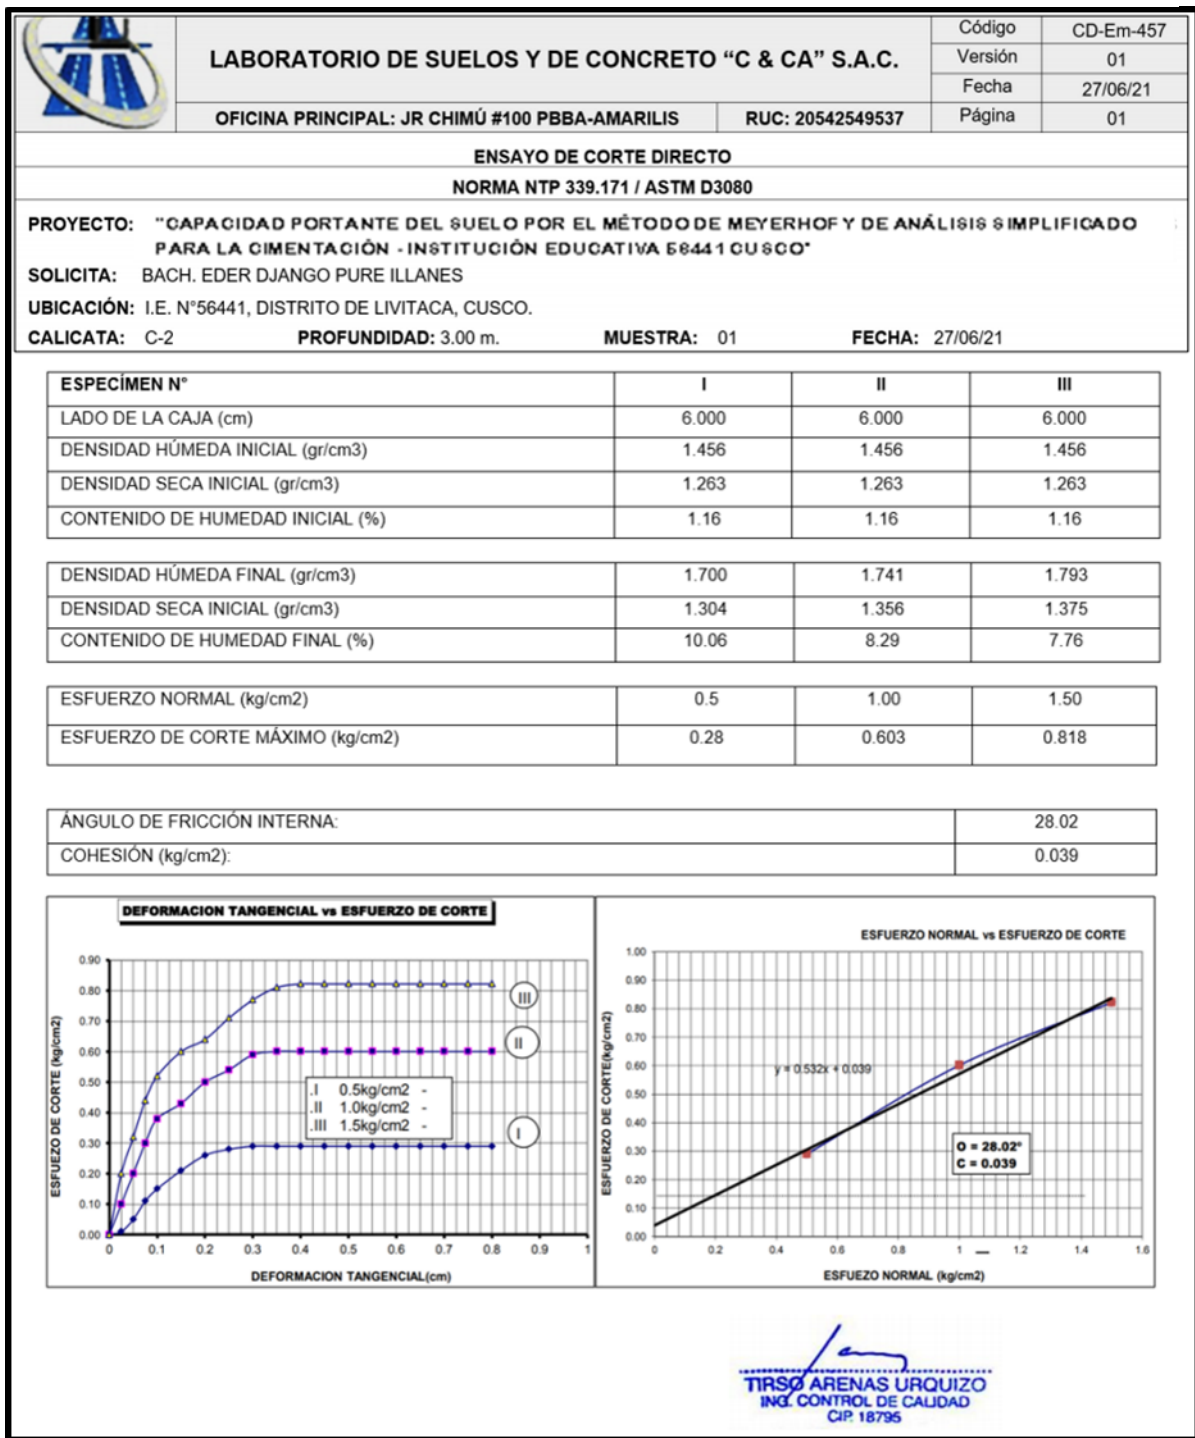 LABORATORIO DE SUELOS Y DE CONCRETO “C & CA” S.A.C.
Código CD-Em-457
Versión 01
Fecha 27/06/21
OFICINA PRINCIPAL: JR CHIMÚ #100 PBBA-AMARILIS RUC: 20542549537 Página 01
ENSAYO DE CORTE DIRECTO
NORMA NTP 339.171 / ASTM D3080
PROYECTO: "CAPACIDAD PORTANTE DEL SUELO POR EL MÉTODO DE MEYERHOF Y DE ANÁLISIS SIMPLIFICADO
PARA LA CIMENTACIÓN - INSTITUCIÓN EDUCATIVA 56441 CUSCO"
SOLICITA: BACH. EDER DJANGO PURE ILLANES
UBICACIÓN: I.E. N°56441, DISTRITO DE LIVITACA, CUSCO.
CALICATA: C-2 PROFUNDIDAD: 3.00 m. MUESTRA: 01 FECHA: 27/06/21
ESPECÍMEN N° I II III
LADO DE LA CAJA (cm) 6.000 6.000 6.000
DENSIDAD HÚMEDA INICIAL (gr/cm3) 1.456 1.456 1.456
DENSIDAD SECA INICIAL (gr/cm3) 1.263 1.263 1.263
CONTENIDO DE HUMEDAD INICIAL (%) 1.16 1.16 1.16
DENSIDAD HÚMEDA FINAL (gr/cm3) 1.700 1.741 1.793
DENSIDAD SECA INICIAL (gr/cm3) 1.304 1.356 1.375
CONTENIDO DE HUMEDAD FINAL (%) 10.06 8.29 7.76
ESFUERZO NORMAL (kg/cm2) 0.5 1.00 1.50
ESFUERZO DE CORTE MÁXIMO (kg/cm2) 0.28 0.603 0.818
ÁNGULO DE FRICCIÓN INTERNA: 28.02
COHESIÓN (kg/cm2): 0.039
DEFORMACION TANGENCIAL vs ESFUERZO DE CORTE
ESFUEZO DE CORTE (kg/cm2)
0.90
0.80
0.70
0.60
0.50
0.40
0.30
0.20
0.10
0.00
III
II
I
.I 0.5kg/cm2 -
.II 1.0kg/cm2 -
.III 1.5kg/cm2 -
0 0.1 0.2 0.3 0.4 0.5 0.6 0.7 0.8 0.9 1
DEFORMACION TANGENCIAL(cm)
ESFUERZO NORMAL vs ESFUERZO DE CORTE
ESFUERZO DE CORTE(kg/cm2)
1.00
0.90
0.80
0.70
0.60
0.50
0.40
0.30
0.20
0.10
0.00
y = 0.532x + 0.039
O = 28.02°
C = 0.039
0 0.2 0.4 0.6 0.8 1 1.2 1.4 1.6
ESFUEZO NORMAL (kg/cm2)
TIRSO ARENAS URQUIZO
ING. CONTROL DE CALIDAD
CIP. 18795